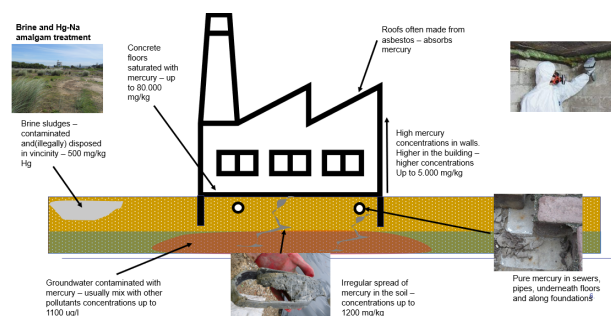 Brine and Hg-Na
amalgam treatment
Concrete
floors
saturated with
mercury – up
to 80.000
mg/kg
Roofs often made from
asbestos – absorbs
mercury
Brine sludges –
contaminated
and(illegally) disposed
in vincinity – 500 mg/kg
Hg
High mercury
concentrations in walls.
Higher in the building –
higher concentrations
Up to 5.000 mg/kg
Groundwater contaminated with
mercury – usually mix with other
pollutants concentrations up to
1100 ug/l
Irregular spread of
mercury in the soil –
concentrations up to
1200 mg/kg
Pure mercury in sewers,
pipes, underneath floors
and along foundations